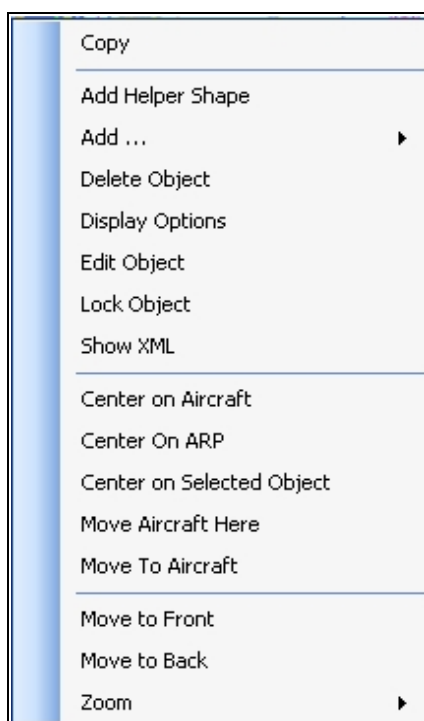 Copy
Add Helper Shape
Add ...
Delete Object
Display Options
Edit Object
Lock Object
Show XML
Center on Aircraft
Center On ARP
Center on Selected Object
Move Aircraft Here
Move To Aircraft
Move to Front
Move to Back
Zoom